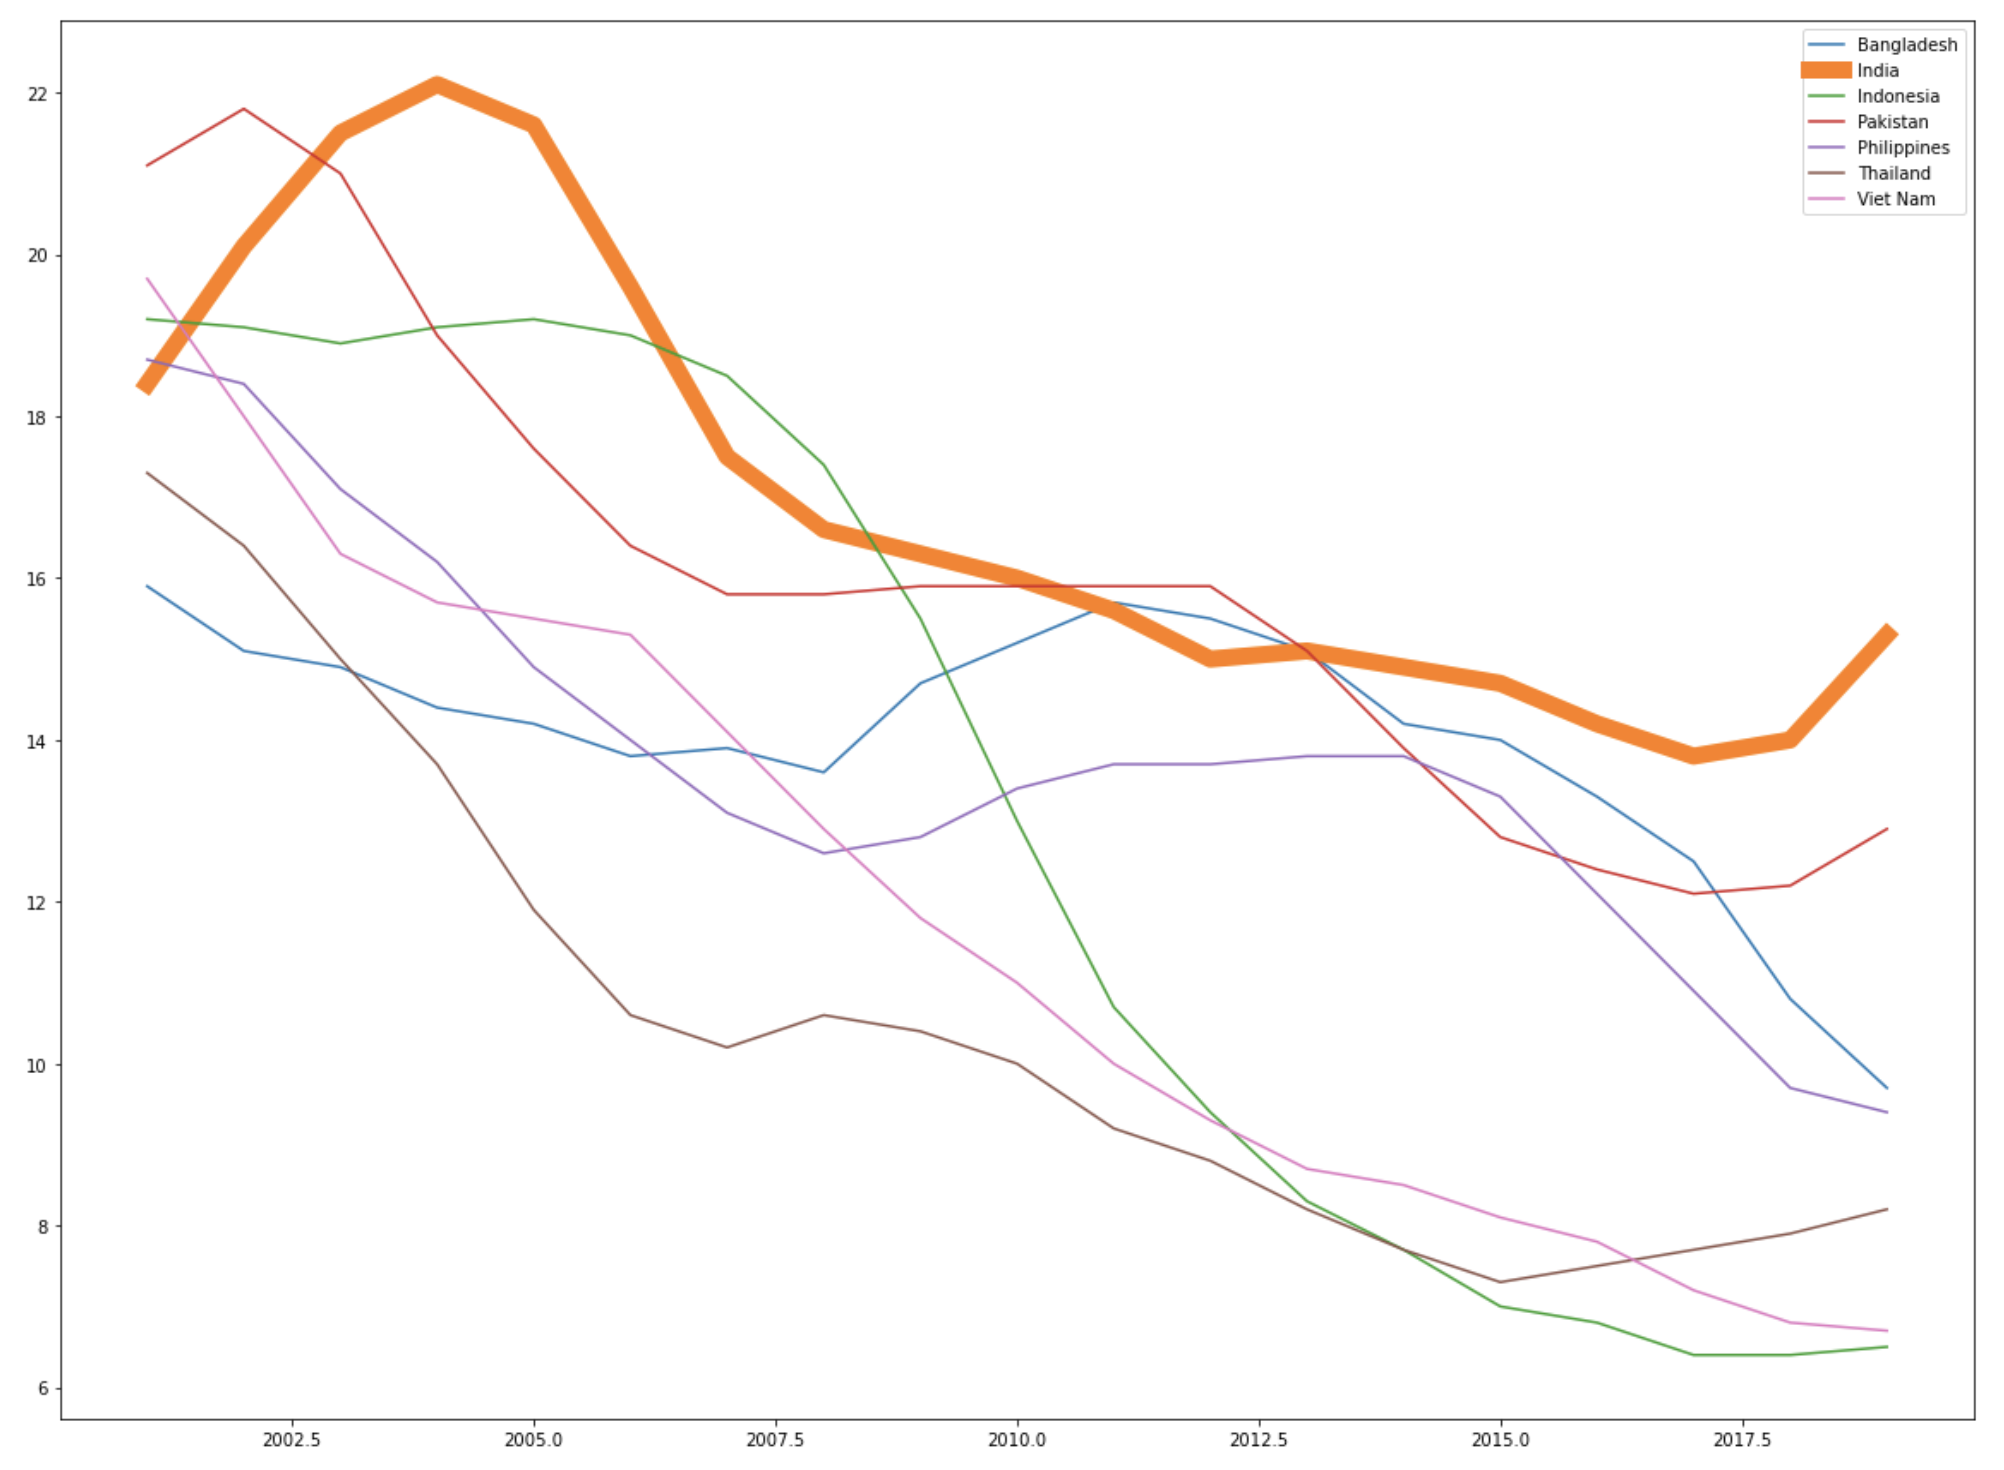 Bangladesh
India
Indonesia
Pakistan
Philippines
Thailand
Viet Nam
22
20
18
16
14
12
10
8
6
2002.5 2005.0 2007.5 2010.0 2012.5 2015.0 2017.5